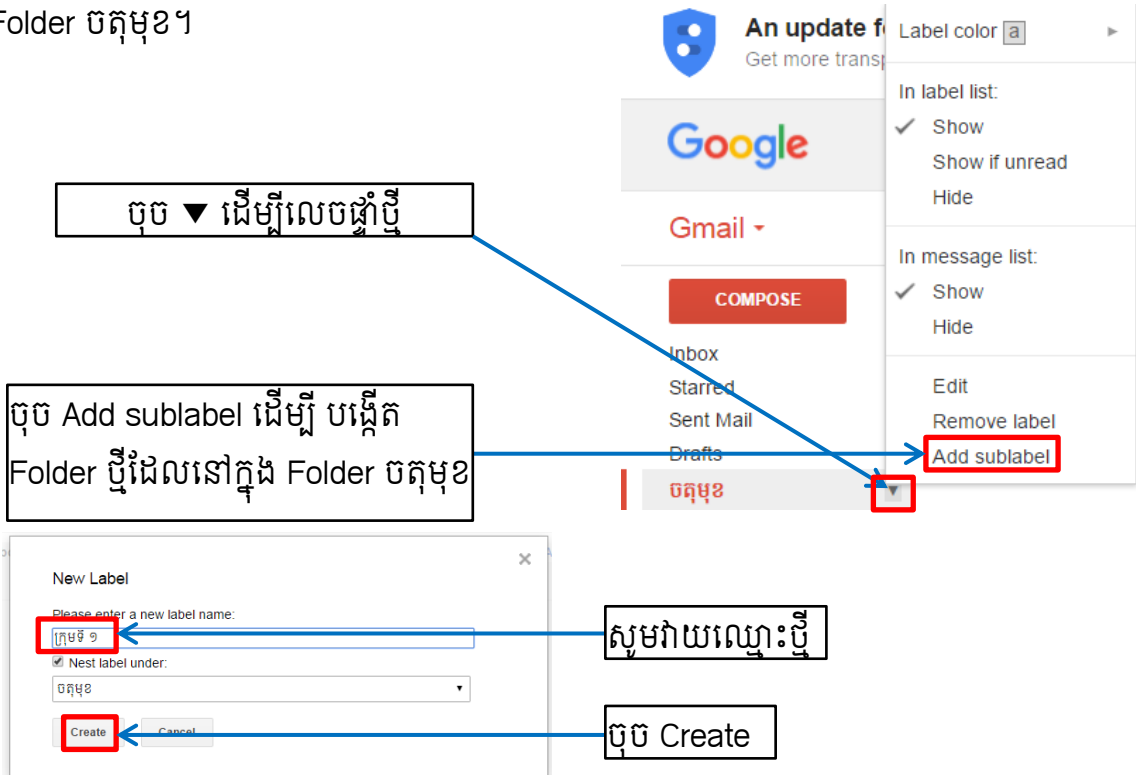 Folder ចតុមុខ។
An update f
Get more transp
Google
Gmail
COMPOSE
Inbox
Starred
Sent Mail
Drafts
ចតុមុខ
▼
Label color a
In label list:
✓ Show
Show if unread
Hide
In message list:
✓ Show
Hide
Edit
Remove label
Add sublabel
ចុច ▼ ដើម្បីលេចផ្ទាំថ្មី
ចុច Add sublabel ដើម្បី បង្កើត
Folder ថ្មីដែលនៅក្នុង Folder ចតុមុខ
New Label
Please enter a new label name:
ក្រុមទី ១
Nest label under:
ចតុមុខ
Create Cancel
សូមវាយឈ្មោះថ្មី
ចុច Create